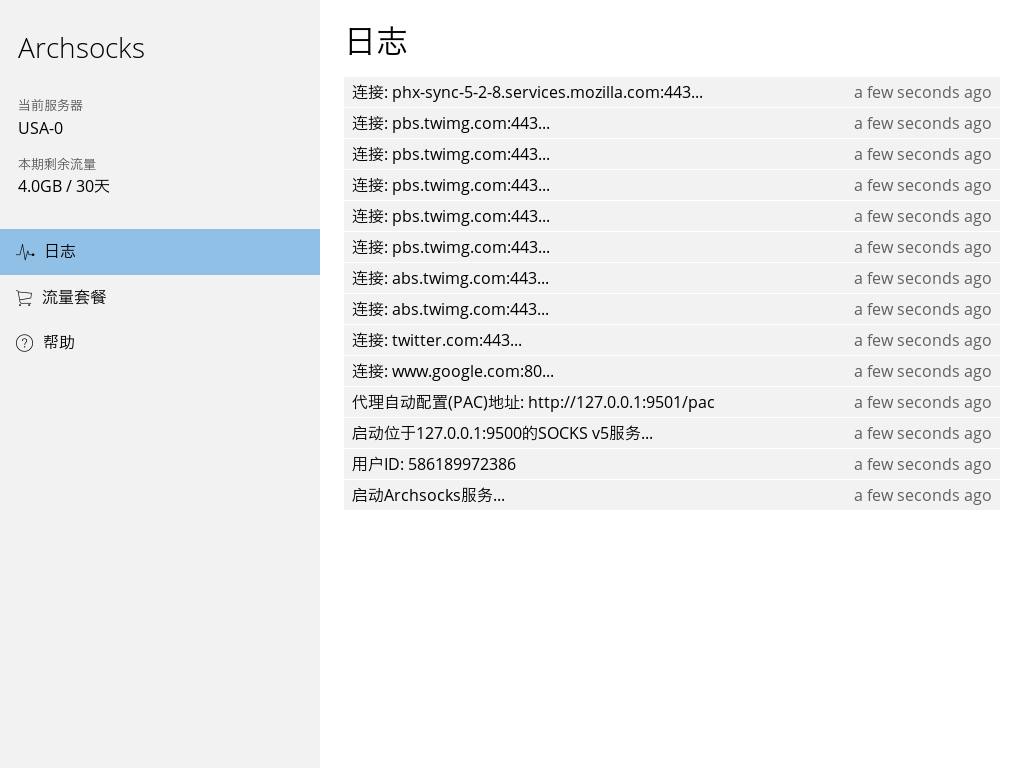 Archsocks
当前服务器
USA-0
本期剩余流量
4.0GB / 30天
日志
流量套餐
帮助
日志
连接: phx-sync-5-2-8.services.mozilla.com:443... a few seconds ago
连接: pbs.twimg.com:443... a few seconds ago
连接: pbs.twimg.com:443... a few seconds ago
连接: pbs.twimg.com:443... a few seconds ago
连接: pbs.twimg.com:443... a few seconds ago
连接: pbs.twimg.com:443... a few seconds ago
连接: abs.twimg.com:443... a few seconds ago
连接: abs.twimg.com:443... a few seconds ago
连接: twitter.com:443... a few seconds ago
连接: www.google.com:80... a few seconds ago
代理自动配置(PAC)地址: http://127.0.0.1:9501/pac a few seconds ago
启动位于127.0.0.1:9500的SOCKS v5服务... a few seconds ago
用户ID: 586189972386 a few seconds ago
启动Archsocks服务... a few seconds ago